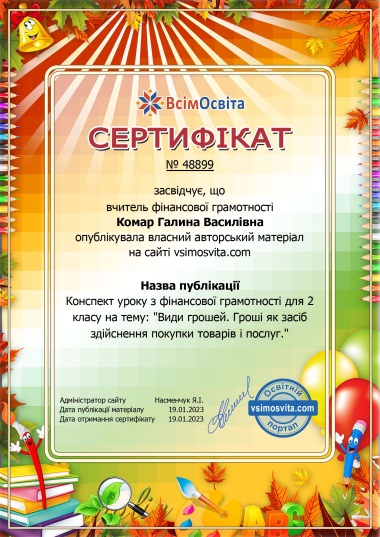 ВсімОсвіта
СЕРТИФІКАТ
№ 48899
засвідчує, що
вчитель фінансової грамотності
Комар Галина Василівна
опублікувала власний авторський матеріал
на сайті vsimosvita.com
Назва публікації
Конспект уроку з фінансової грамотності для 2
класу на тему: "Види грошей. Гроші як засіб
здійснення покупки товарів і послуг."
Адміністратор сайту Насменчук Я.І.
Дата публікації матеріалу 19.01.2023
Дата отримання сертифікату 19.01.2023
Освітній
vsimosvita.com
портал
АБВ